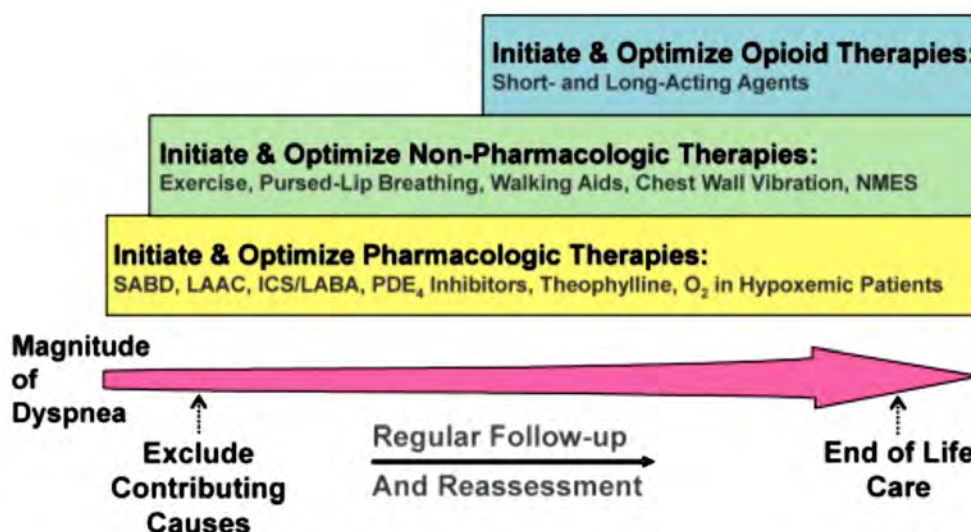 Initiate & Optimize Opioid Therapies:
Short- and Long-Acting Agents
Initiate & Optimize Non-Pharmacologic Therapies:
Exercise, Pursed-Lip Breathing, Walking Aids, Chest Wall Vibration, NMES
Initiate & Optimize Pharmacologic Therapies:
SABD, LAAC, ICS/LABA, PDE₄ Inhibitors, Theophylline, O₂ in Hypoxemic Patients
Magnitude
of
Dyspnea
Exclude
Contributing
Causes
Regular Follow-up
And Reassessment
End of Life
Care